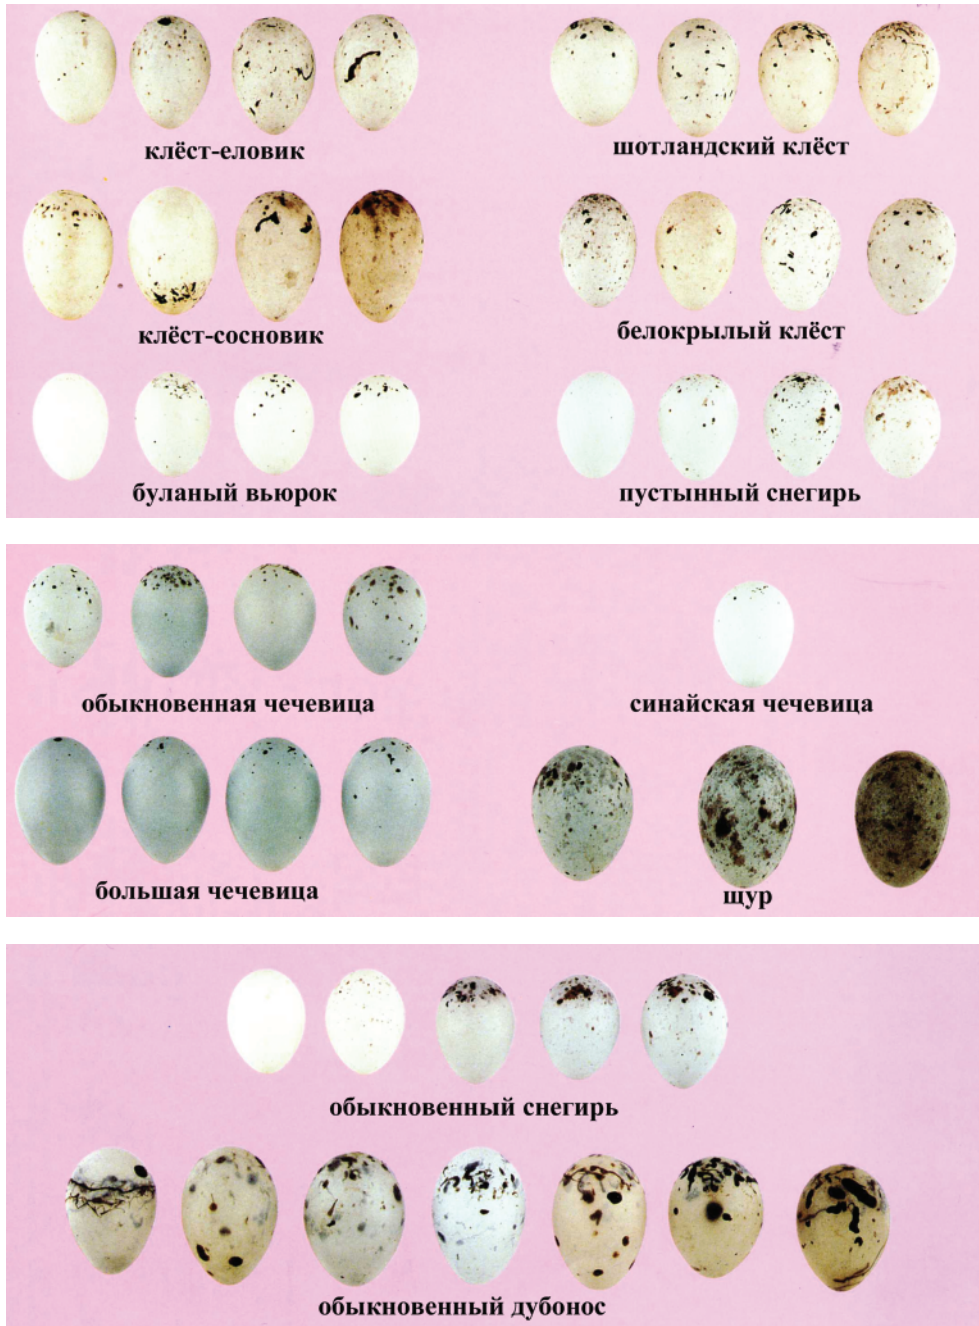 клёст-еловик
шотландский клёст
клёст-сосновик
белокрылый клёст
буланый вьюрок
пустынный снегирь
обыкновенная чечевица
синайская чечевица
большая чечевица
щур
обыкновенный снегирь
обыкновенный дубонос